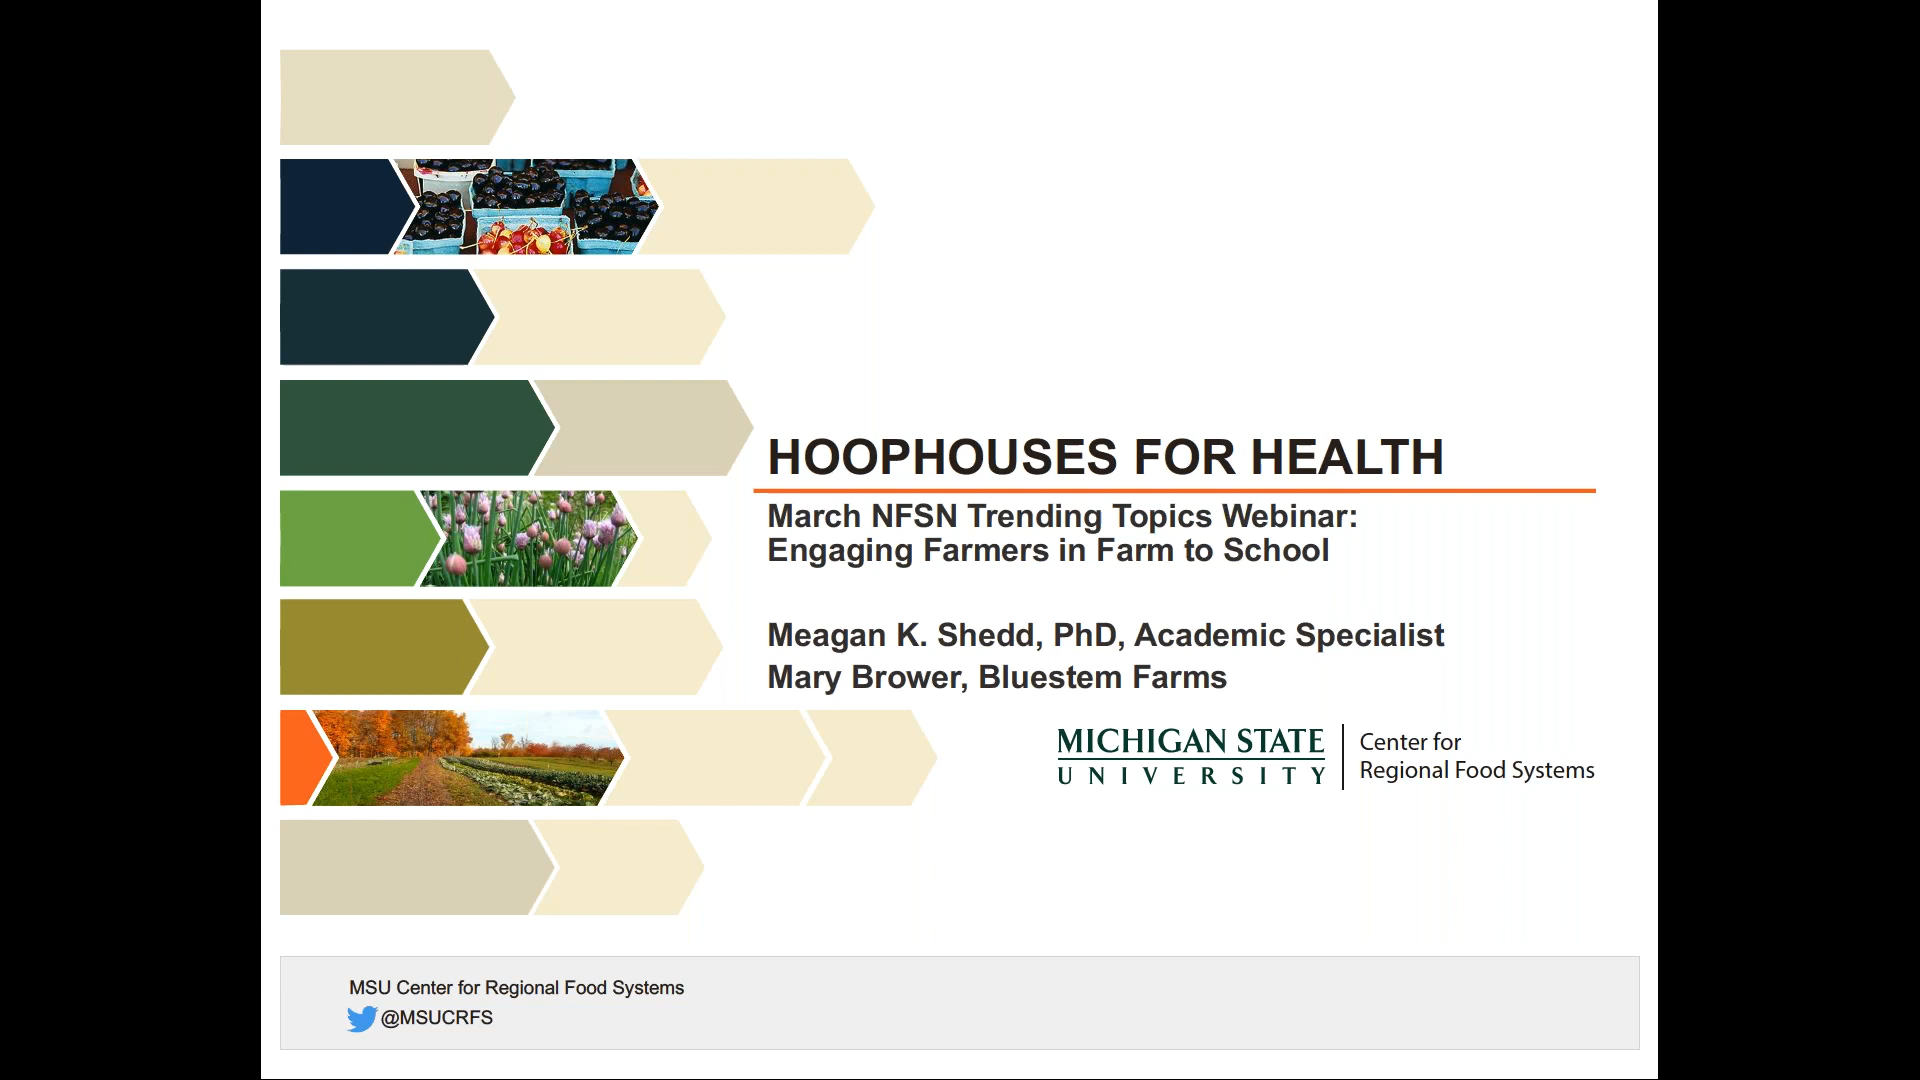 HOOPHOUSES FOR HEALTH
March NFSN Trending Topics Webinar:
Engaging Farmers in Farm to School
Meagan K. Shedd, PhD, Academic Specialist
Mary Brower, Bluestem Farms
MICHIGAN STATE
UNIVERSITY
Center for
Regional Food Systems
MSU Center for Regional Food Systems
@MSUCRFS